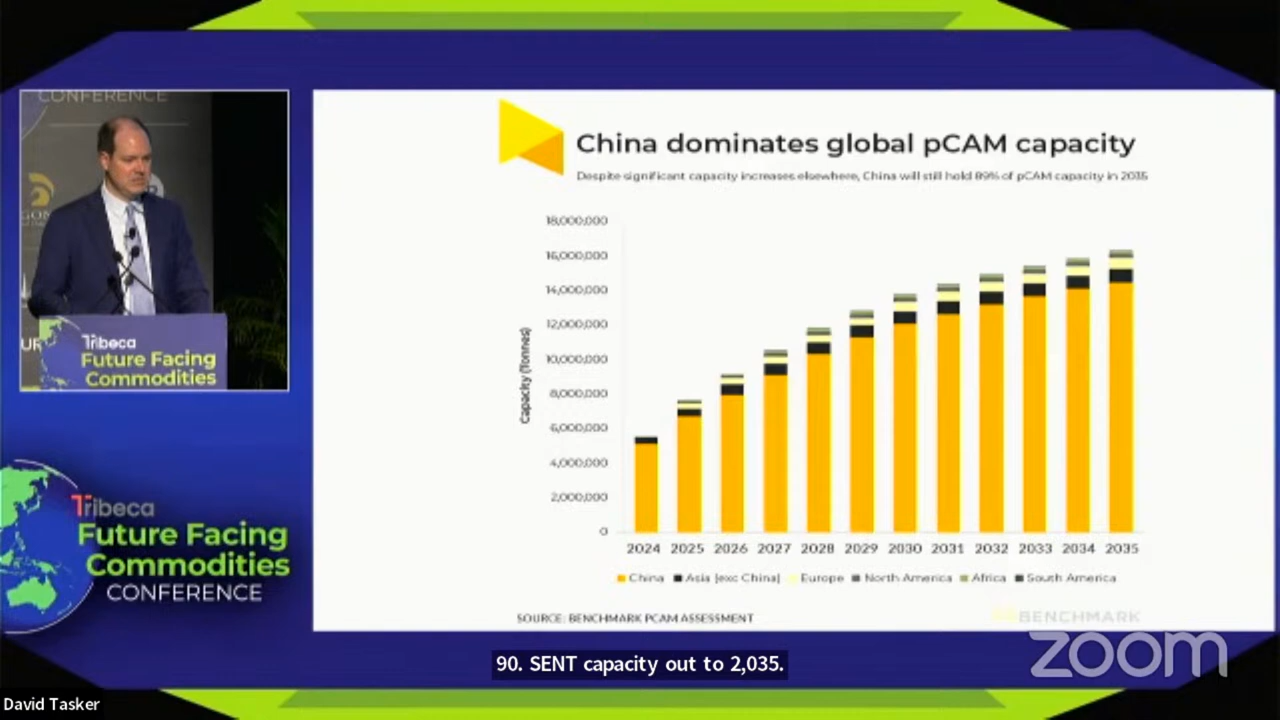 CONFERENCE
Tribeca
Future Facing
Commodities
Tribeca
Future Facing
Commodities
CONFERENCE
China dominates global pCAM capacity
Despite significant capacity increases elsewhere, China will still hold 89% of pCAM capacity in 2035
Capacity (Tonnes)
18,000,000
16,000,000
14,000,000
12,000,000
10,000,000
8,000,000
6,000,000
4,000,000
2,000,000
0
2024 2025 2026 2027 2028 2029 2030 2031 2032 2033 2034 2035
China Asia (exc China) Europe North America Africa South America
SOURCE: BENCHMARK PCAM ASSESSMENT
BENCHMARK
zoom
90. SENT capacity out to 2,035.
David Tasker